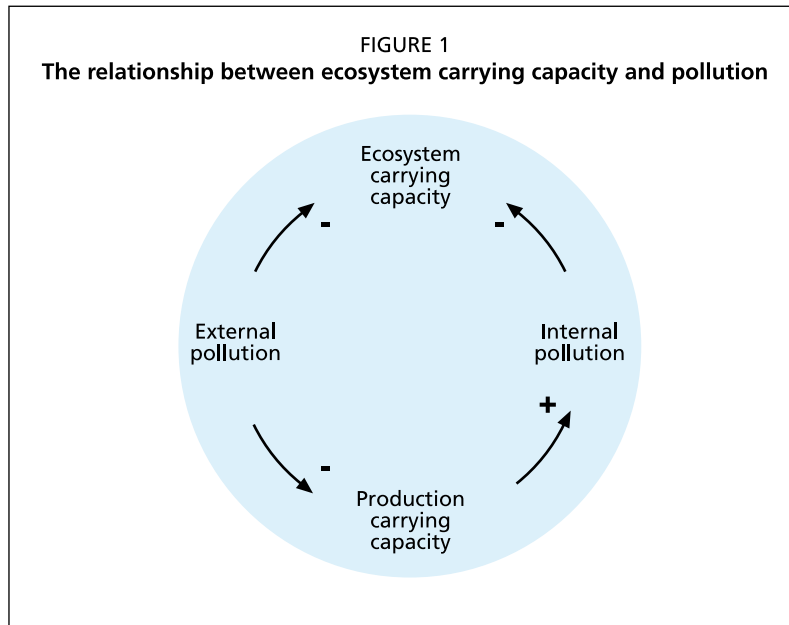 FIGURE 1
The relationship between ecosystem carrying capacity and pollution
Ecosystem
carrying
capacity
-
-
External
pollution
Internal
pollution
+
-
Production
carrying
capacity